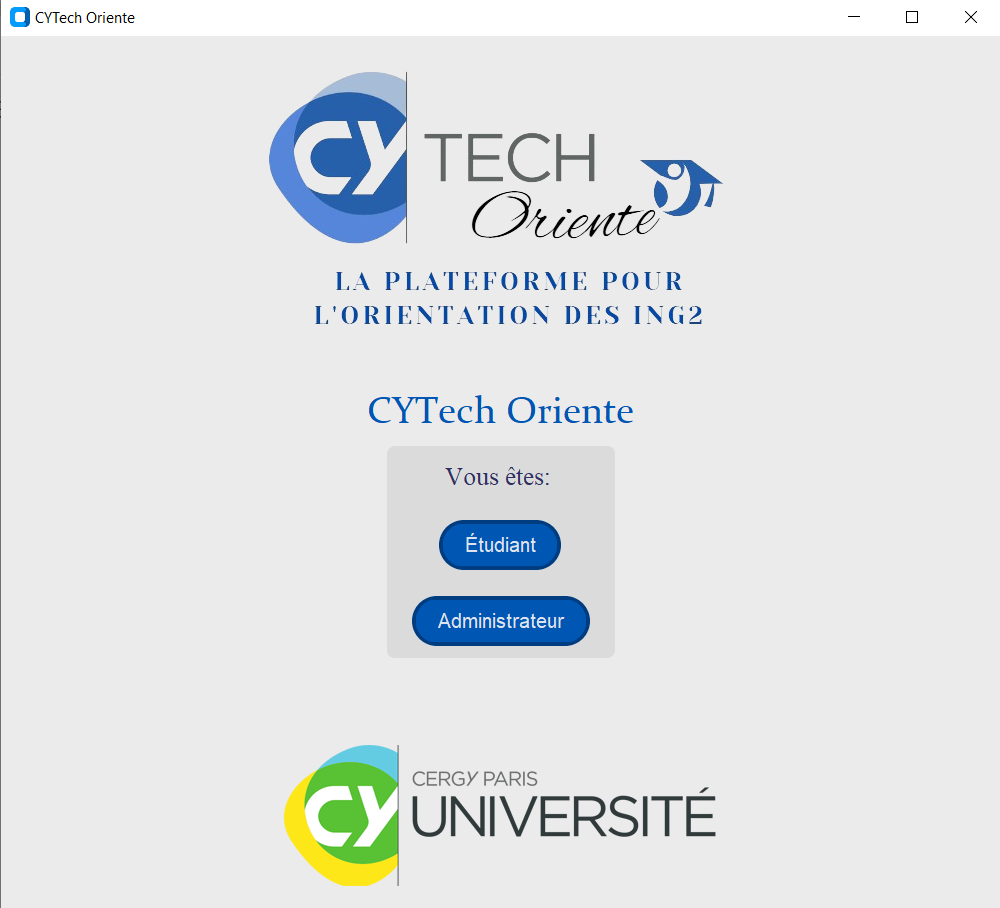 CYTech Oriente
CY TECH
Oriente
LA PLATEFORME POUR
L'ORIENTATION DES ING2
CYTech Oriente
Vous êtes:
Étudiant
Administrateur
CERGY PARIS
CY UNIVERSITÉ